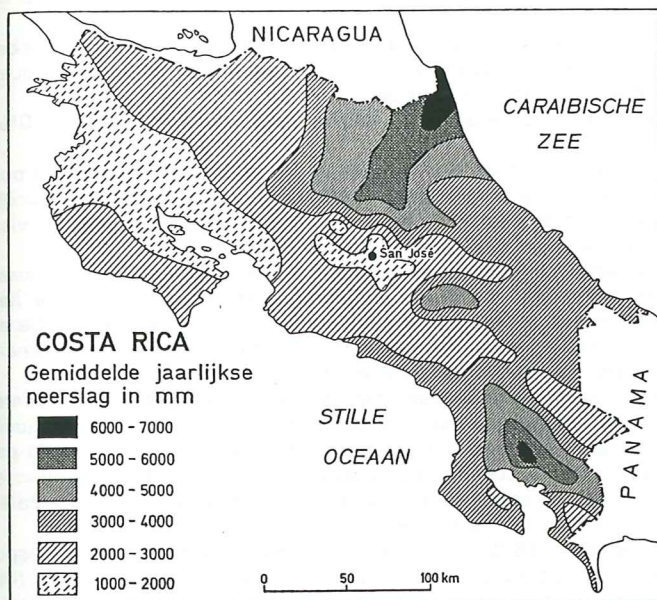 NICARAGUA
CARAIBISCHE
ZEE
San José
COSTA RICA
Gemiddelde jaarlijkse
neerslag in mm
6000 - 7000
5000 - 6000
4000 - 5000
3000 - 4000
2000 - 3000
1000 - 2000
STILLE
OCEAAN
PANAMA
0 50 100 km